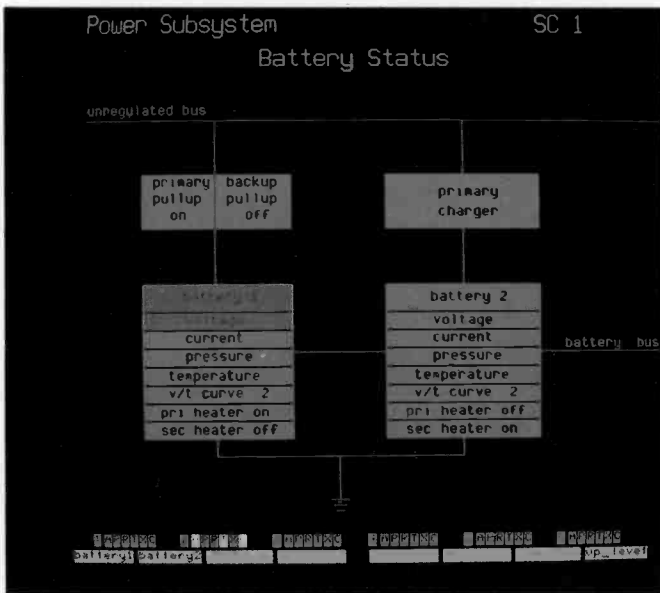 Power Subsystem SC 1
Battery Status
unregulated bus
primary pullup on
backup pullup off
primary charger
battery
voltage
current
pressure
temperature
v/t curve 2
pri heater on
sec heater off
battery 2
voltage
current
pressure
temperature
v/t curve 2
pri heater off
sec heater on
battery bus
battery1 battery2 up_level